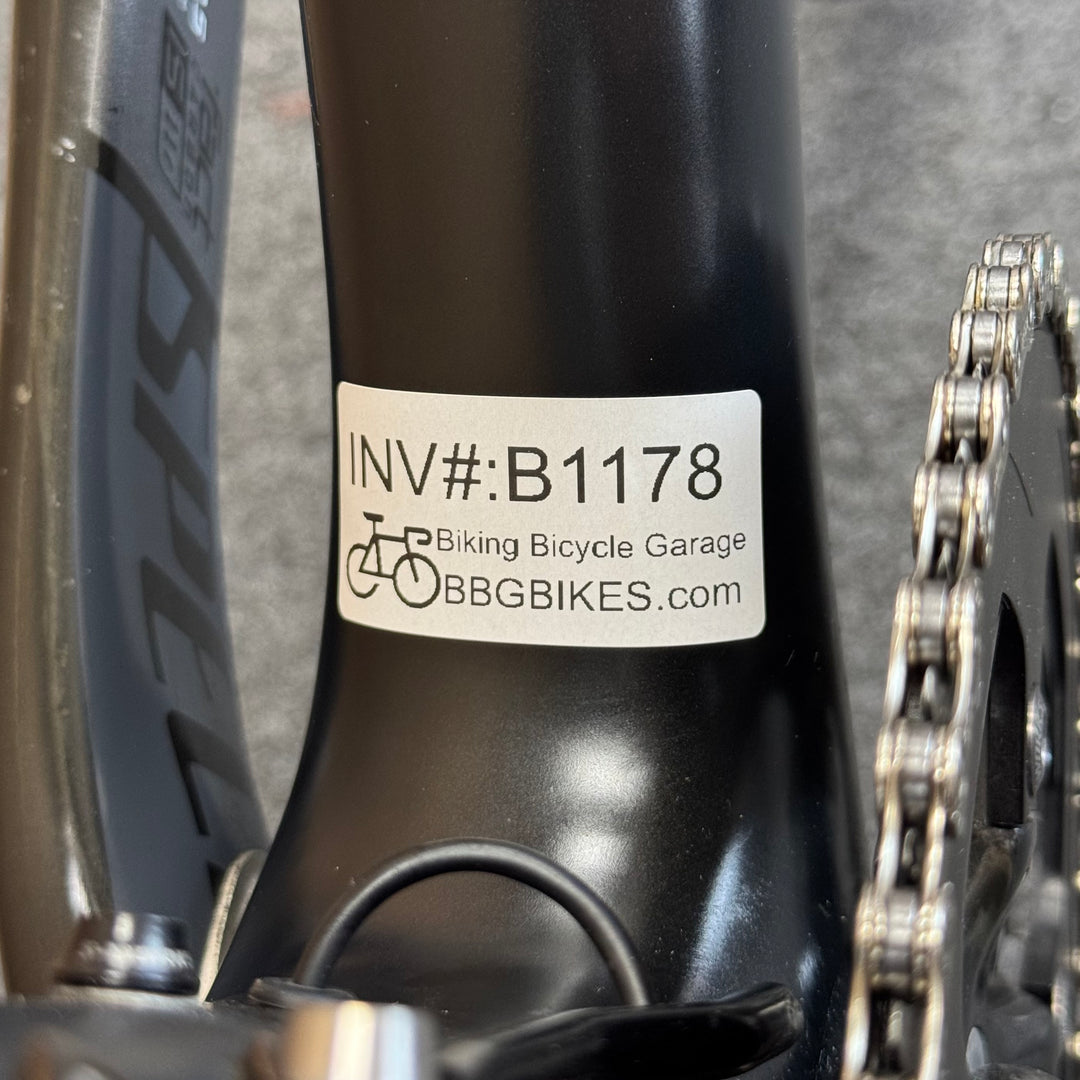 INV#:B1178
Biking Bicycle Garage
BBGBIKES.com